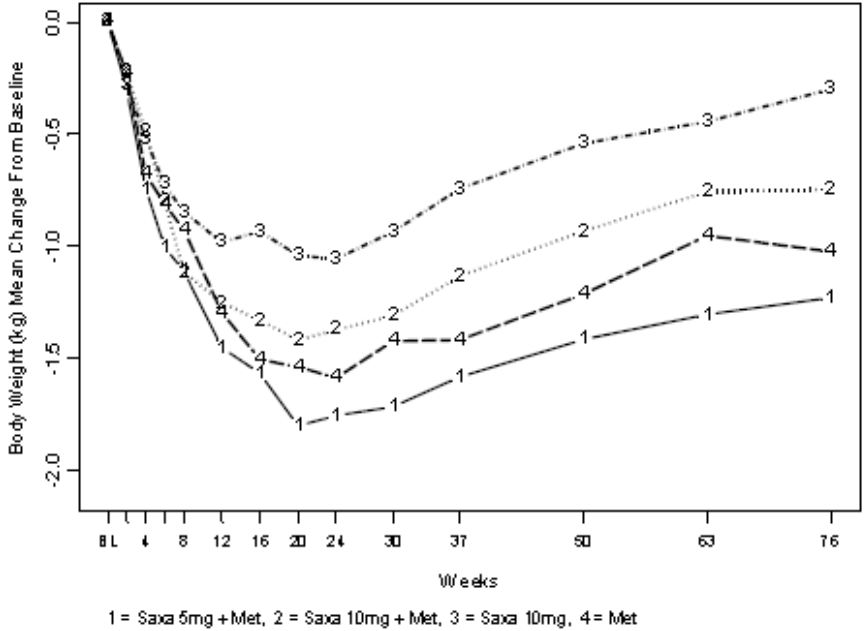 Body Weight (kg) Mean Change From Baseline
0.0
-0.5
-1.0
-1.5
-2.0
BL 4 8 12 16 20 24 30 37 50 63 76
Weeks
1 = Saxa 5mg + Met, 2 = Saxa 10mg + Met, 3 = Saxa 10mg, 4 = Met